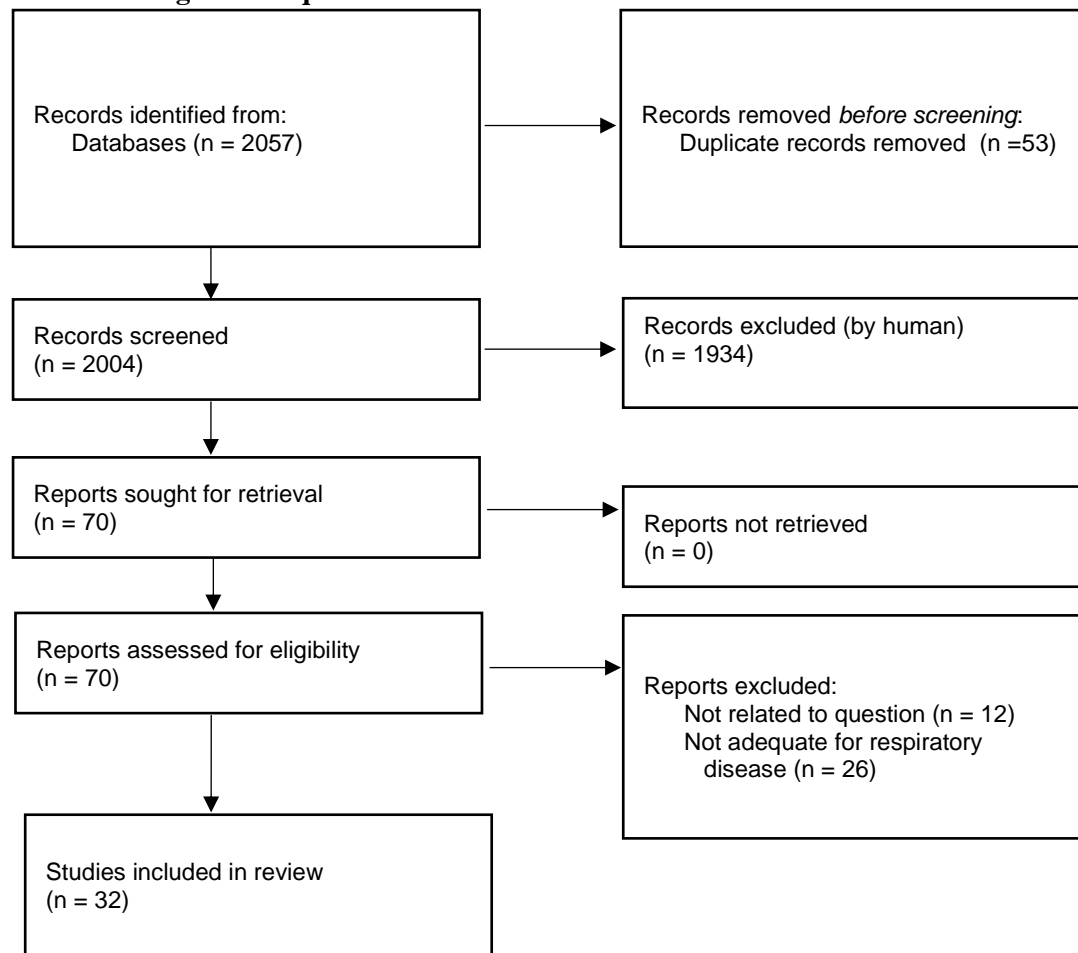 Records identified from:
Databases (n = 2057)
Records removed before screening:
Duplicate records removed  (n =53)
Records screened
(n = 2004)
Records excluded (by human)
(n = 1934)
Reports sought for retrieval
(n = 70)
Reports not retrieved
(n = 0)
Reports assessed for eligibility
(n = 70)
Reports excluded:
Not related to question (n = 12)
Not adequate for respiratory
disease (n = 26)
Studies included in review
(n = 32)